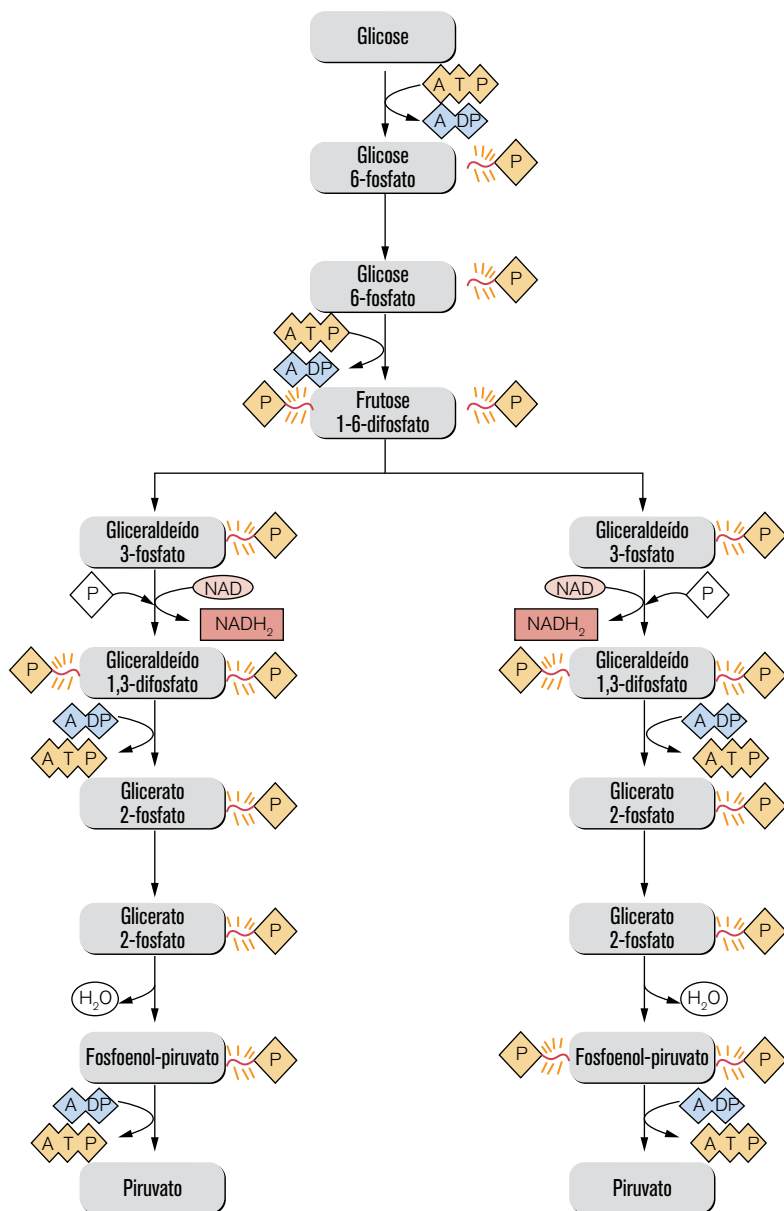 Glicose
A T P
A DP
Glicose
6-fosfato
P
Glicose
6-fosfato
P
A T P
A DP
P
Frutose
1-6-difosfato
P
Gliceraldeído
3-fosfato
P
P
NAD
NADH₂
Gliceraldeído
3-fosfato
P
NAD
P
NADH₂
P
Gliceraldeído
1,3-difosfato
P
A DP
A T P
P
Gliceraldeído
1,3-difosfato
P
A DP
A T P
Glicerato
2-fosfato
P
Glicerato
2-fosfato
P
Glicerato
2-fosfato
P
Glicerato
2-fosfato
P
H₂O
H₂O
Fosfoenol-piruvato
P
P
Fosfoenol-piruvato
P
A DP
A T P
A DP
A T P
Piruvato
Piruvato